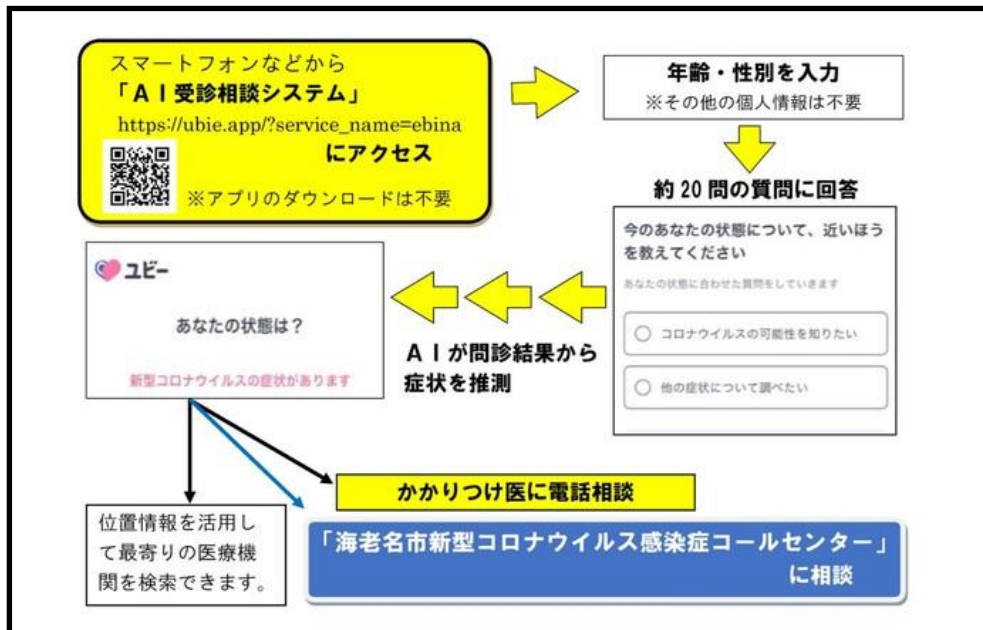 スマートフォンなどから
「ＡＩ受診相談システム」
https://ubie.app/?service_name=ebina
にアクセス
※アプリのダウンロードは不要
年齢・性別を入力
※その他の個人情報は不要
約20問の質問に回答
今のあなたの状態について、近いほう
を教えてください
あなたの状態に合わせた質問をしていきます
コロナウイルスの可能性を知りたい
他の症状について調べたい
ＡＩが問診結果から
症状を推測
ユビー
あなたの状態は？
新型コロナウイルスの症状があります
かかりつけ医に電話相談
「海老名市新型コロナウイルス感染症コールセンター」
に相談
位置情報を活用し
て最寄りの医療機
関を検索できます。